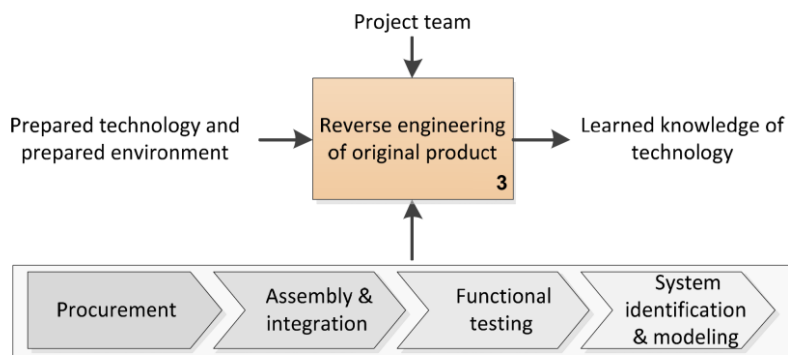 Project team
Prepared technology and
prepared environment
Reverse engineering
of original product
3
Learned knowledge of
technology
Procurement
Assembly &
integration
Functional
testing
System
identification
& modeling